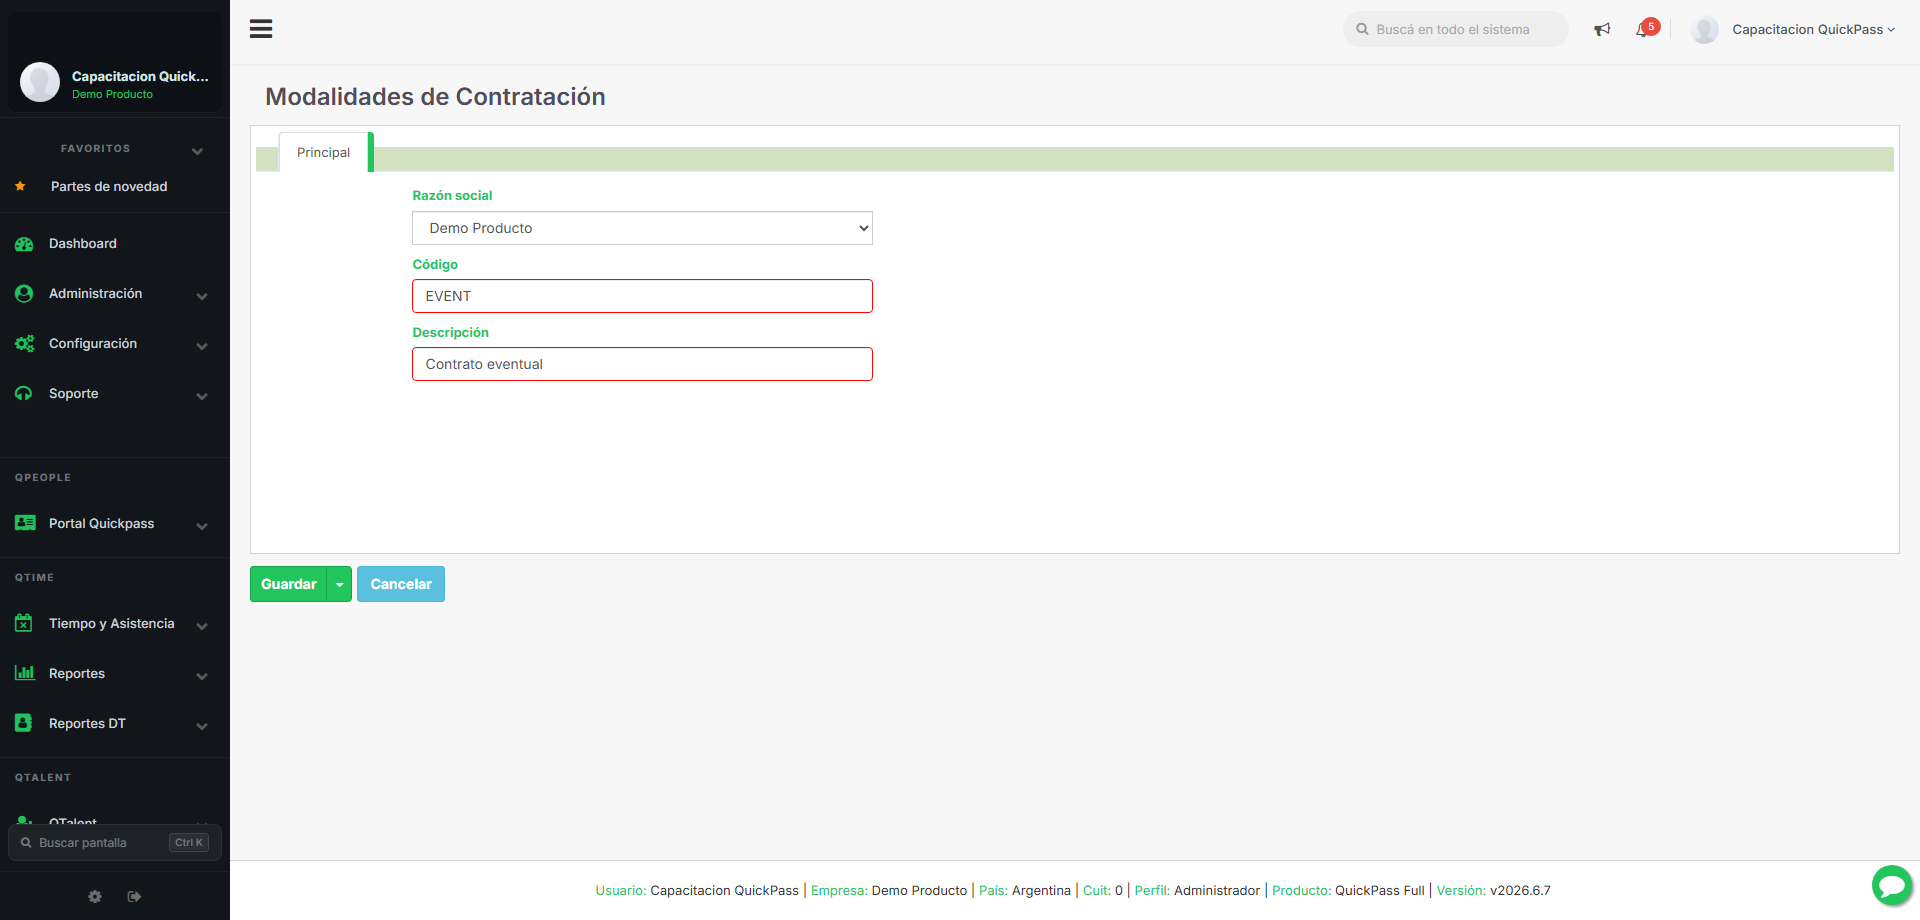 Capacitacion Quick...
Demo Producto
FAVORITOS
Partes de novedad
Dashboard
Administración
Configuración
Soporte
QPEOPLE
Portal Quickpass
QTIME
Tiempo y Asistencia
Reportes
Reportes DT
QTALENT
QTalent
Buscar pantalla
Ctrl K
Buscá en todo el sistema
5
Capacitacion QuickPass
Modalidades de Contratación
Principal
Razón social
Demo Producto
Código
EVENT
Descripción
Contrato eventual
Guardar
Cancelar
Usuario: Capacitacion QuickPass | Empresa: Demo Producto | País: Argentina | Cuit: 0 | Perfil: Administrador | Producto: QuickPass Full | Versión: v2026.6.7